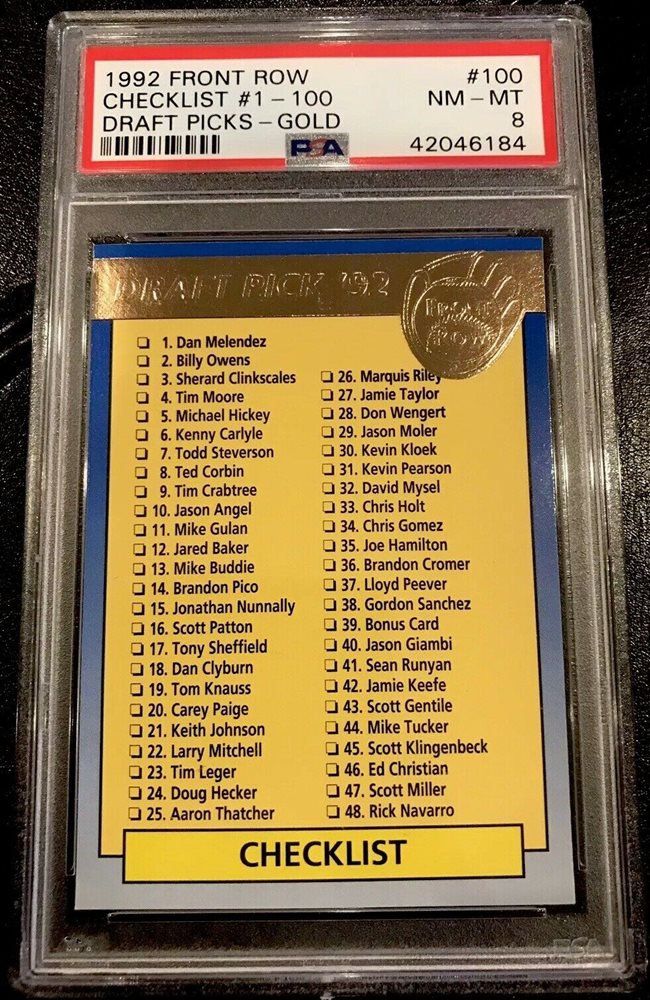 1992 FRONT ROW #100
CHECKLIST #1-100 NM-MT
DRAFT PICKS-GOLD 8
PSA 42046184
DRAFT PICK '92
FRONT
ROW
1. Dan Melendez
2. Billy Owens
3. Sherard Clinkscales
4. Tim Moore
5. Michael Hickey
6. Kenny Carlyle
7. Todd Steverson
8. Ted Corbin
9. Tim Crabtree
10. Jason Angel
11. Mike Gulan
12. Jared Baker
13. Mike Buddie
14. Brandon Pico
15. Jonathan Nunnally
16. Scott Patton
17. Tony Sheffield
18. Dan Clyburn
19. Tom Knauss
20. Carey Paige
21. Keith Johnson
22. Larry Mitchell
23. Tim Leger
24. Doug Hecker
25. Aaron Thatcher
26. Marquis Riley
27. Jamie Taylor
28. Don Wengert
29. Jason Moler
30. Kevin Kloek
31. Kevin Pearson
32. David Mysel
33. Chris Holt
34. Chris Gomez
35. Joe Hamilton
36. Brandon Cromer
37. Lloyd Peever
38. Gordon Sanchez
39. Bonus Card
40. Jason Giambi
41. Sean Runyan
42. Jamie Keefe
43. Scott Gentile
44. Mike Tucker
45. Scott Klingenbeck
46. Ed Christian
47. Scott Miller
48. Rick Navarro
CHECKLIST
PSA